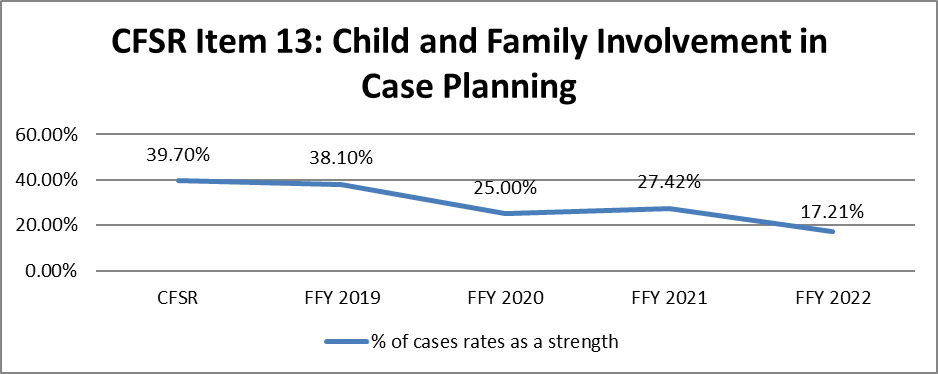 CFSR Item 13: Child and Family Involvement in
Case Planning
60.00%
40.00%
20.00%
0.00%
39.70%
38.10%
25.00%
27.42%
17.21%
CFSR
FFY 2019
FFY 2020
FFY 2021
FFY 2022
% of cases rates as a strength